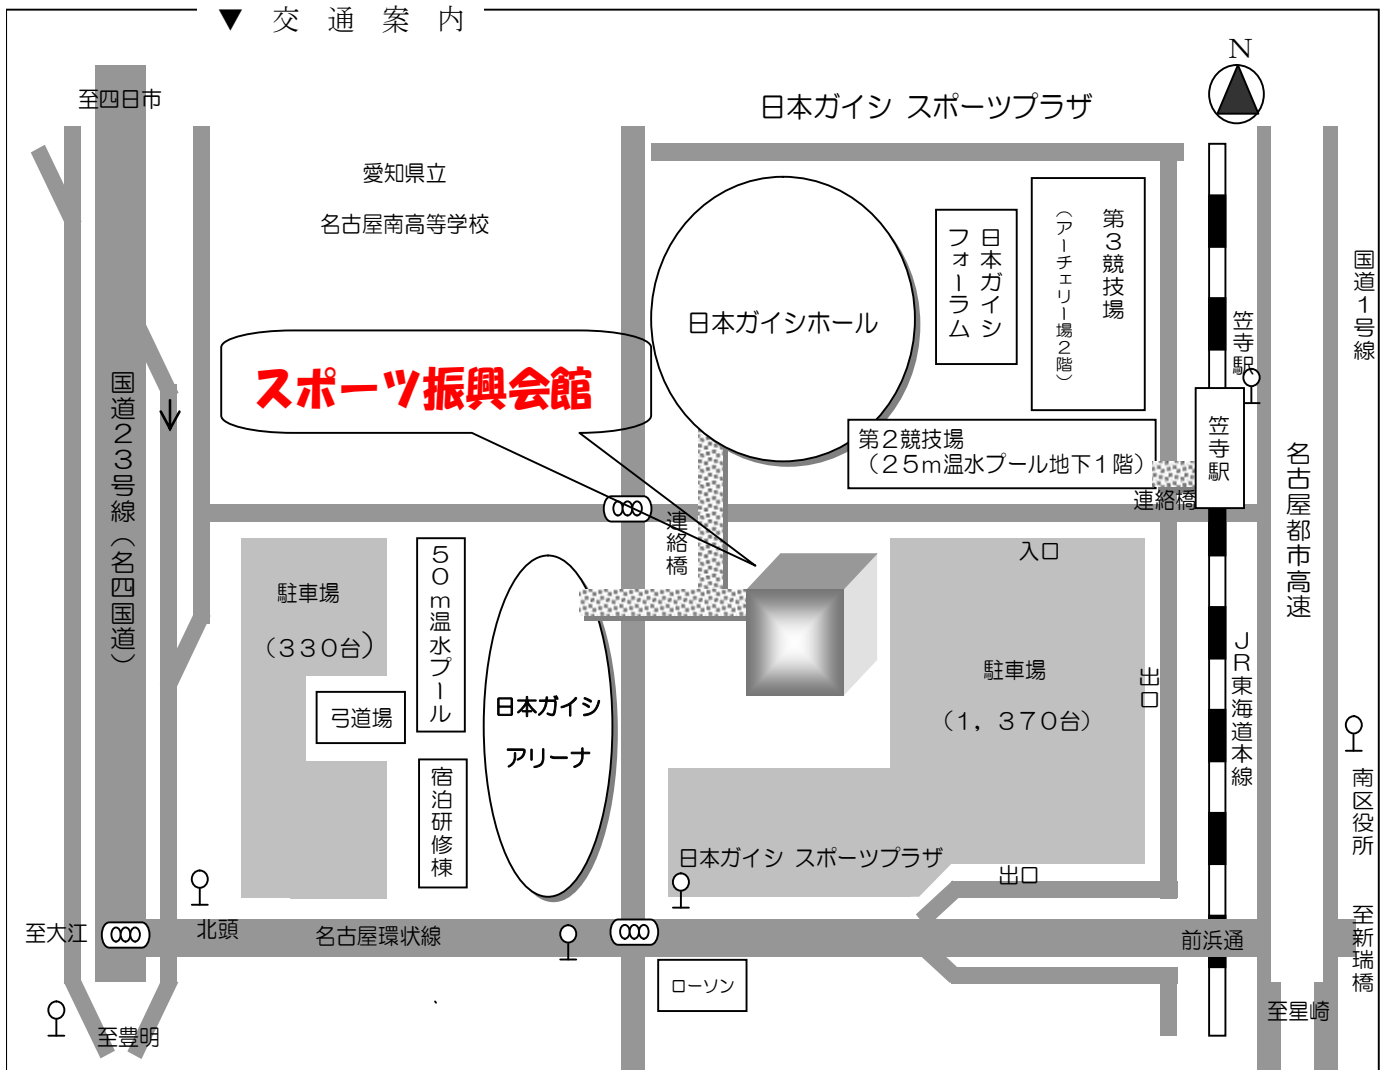 ▼ 交 通 案 内
N
至四日市
日本ガイシ スポーツプラザ
愛知県立
名古屋南高等学校
日本ガイシホール
日本ガイシ
フォーラム
第3競技場
（アーチェリー場2階）
笠寺駅
国道1号線
スポーツ振興会館
国道23号線（名四国道）
第2競技場
（25m温水プール地下1階）
笠寺駅
連絡橋
名古屋都市高速
連絡橋
入口
50m温水プール
駐車場
（330台）
弓道場
日本ガイシ
アリーナ
宿泊研修棟
駐車場
（1，370台）
出口
JR東海道本線
南区役所
日本ガイシ スポーツプラザ
出口
至大江
北頭
名古屋環状線
前浜通
至新瑞橋
ローソン
至豊明
至星崎